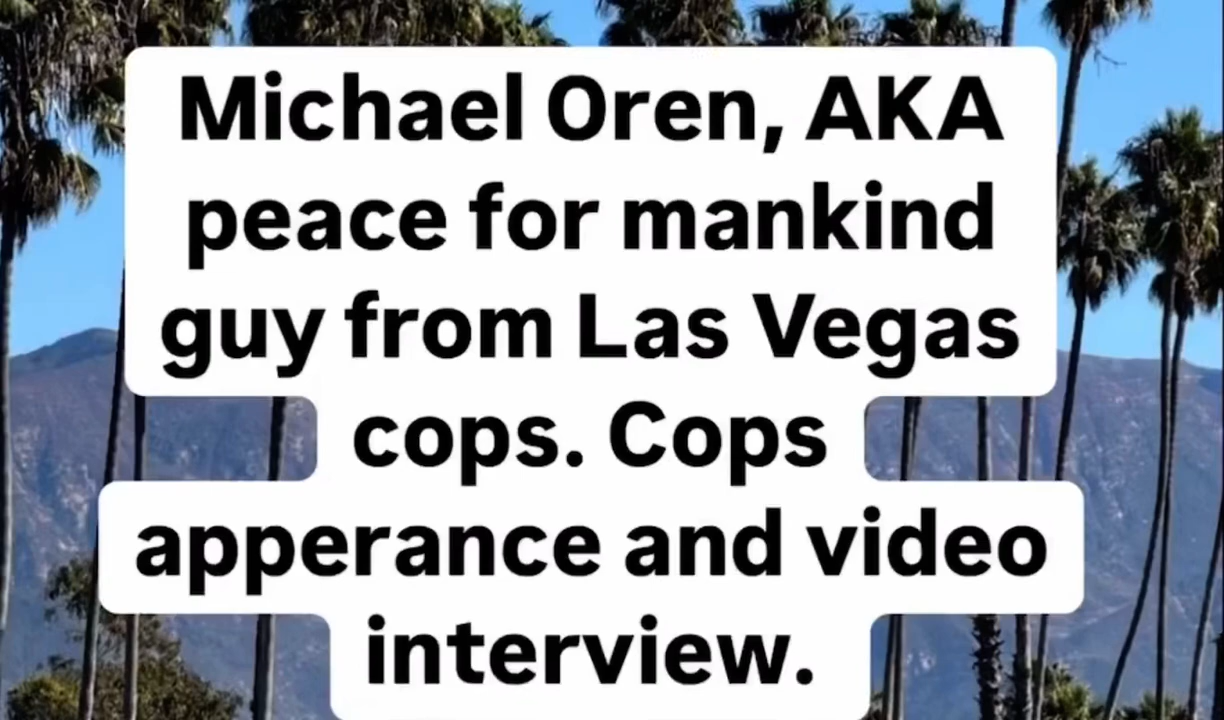 Michael Oren, AKA
peace for mankind
guy from Las Vegas
cops. Cops
apperance and video
interview.